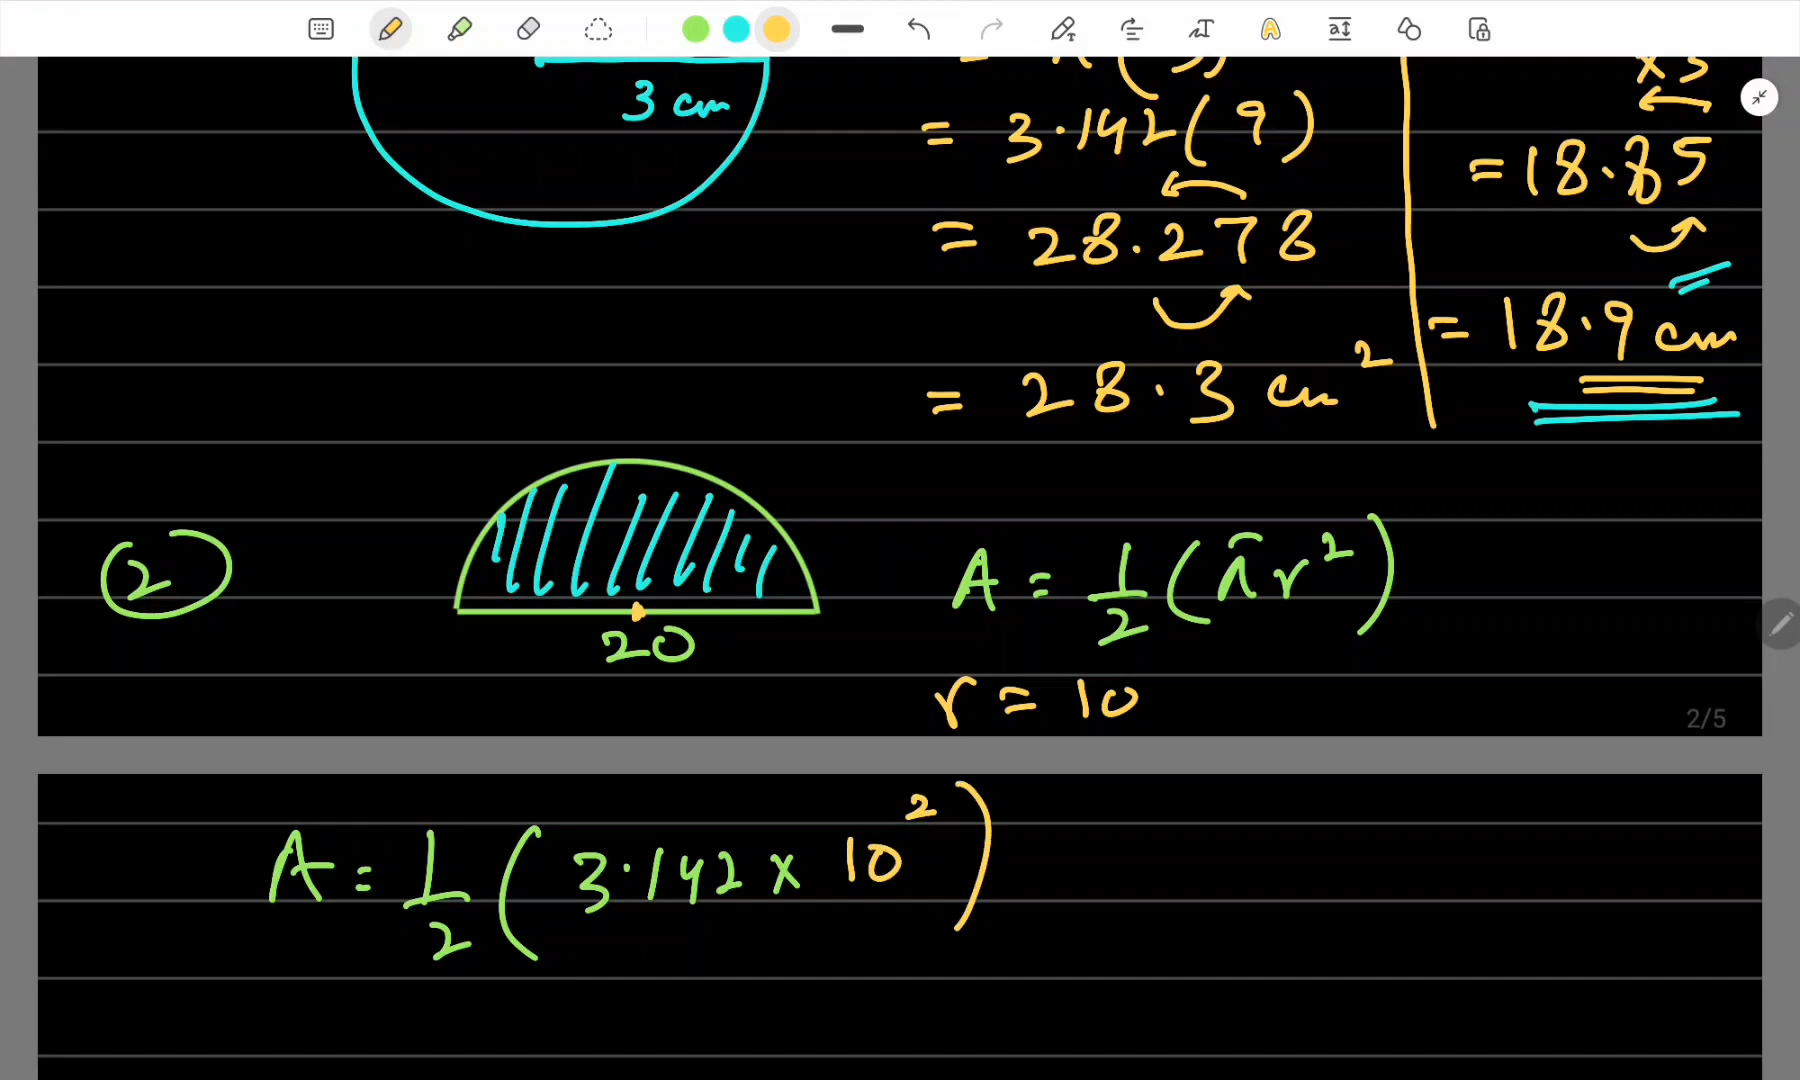 3 cm
= 3.142(9)
= 28.278
= 28.3 cm²
x3
= 18.85
= 18.9 cm
2
20
A = 1/2 (πr²)
r = 10
2/5
A = 1/2 (3.142 x 10²)